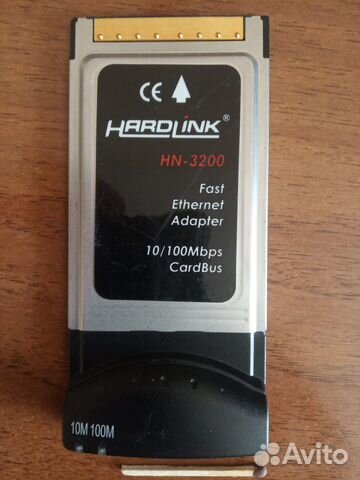 CE
HARDLINK®
HN-3200
Fast
Ethernet
Adapter
10/100Mbps
CardBus
10M 100M
Avito